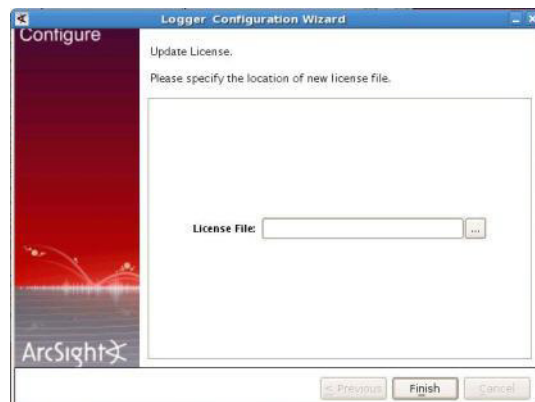 Logger Configuration Wizard
Configure
Update License.
Please specify the location of new license file.
License File:
...
ArcSight
< Previous
Finish
Cancel